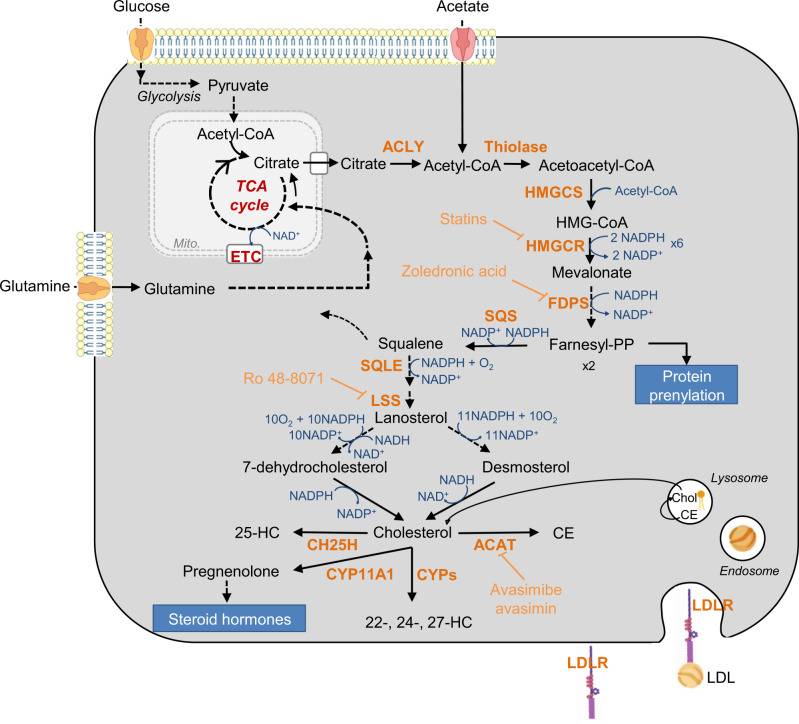 Glucose
Acetate
Glycolysis
Pyruvate
Acetyl-CoA
Citrate
Citrate
ACLY
Acetyl-CoA
Thiolase
Acetoacetyl-CoA
TCA
cycle
HMGCS
Acetyl-CoA
Statins
HMG-CoA
HMGCR
2 NADPH
x6
2 NADP⁺
Mito.
NAD⁺
ETC
Zoledronic acid
Mevalonate
Glutamine
Glutamine
FDPS
NADPH
NADP⁺
SQS
NADP⁺ NADPH
Squalene
Farnesyl-PP
x2
Protein
prenylation
SQLE
NADPH + O₂
NADP⁺
Ro 48-8071
LSS
Lanosterol
10O₂ + 10NADPH
10NADP⁺
NADH
NAD⁺
11NADPH + 10O₂
11NADP⁺
7-dehydrocholesterol
Desmosterol
NADPH
NADP⁺
NADH
NAD⁺
Lysosome
Chol
CE
25-HC
CH25H
Cholesterol
ACAT
CE
Endosome
Pregnenolone
CYP11A1
CYPs
Avasimibe
avasimin
Steroid hormones
22-, 24-, 27-HC
LDLR
LDLR
LDL